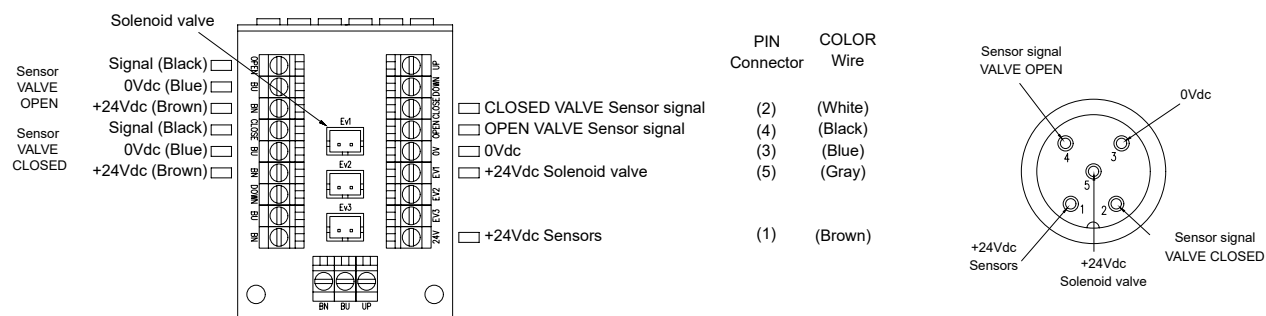 Solenoid valve
Sensor
VALVE
OPEN
Signal (Black)
0Vdc (Blue)
+24Vdc (Brown)
Sensor
VALVE
CLOSED
Signal (Black)
0Vdc (Blue)
+24Vdc (Brown)
OPEN
BU
BN
CLOSE
BU
BN
DOWN
BU
BN
Ev1
Ev2
Ev3
UP
DOWN
CLOSE
OPEN
0V
EV1
EV2
EV3
24V
BN BU UP
PIN COLOR
Connector Wire
CLOSED VALVE Sensor signal (2) (White)
OPEN VALVE Sensor signal (4) (Black)
0Vdc (3) (Blue)
+24Vdc Solenoid valve (5) (Gray)
+24Vdc Sensors (1) (Brown)
Sensor signal
VALVE OPEN
0Vdc
4
3
5
1
2
+24Vdc
Sensors
+24Vdc
Solenoid valve
Sensor signal
VALVE CLOSED